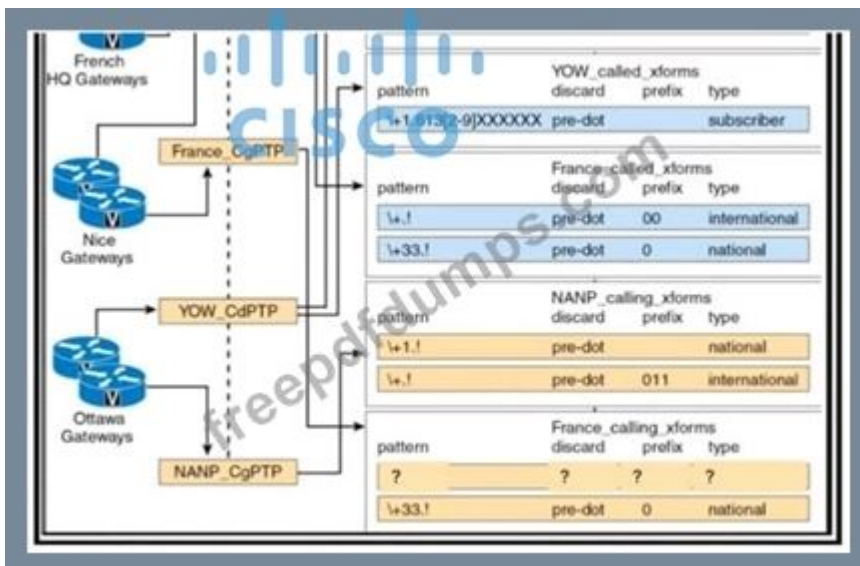 French
HQ Gateways
V
CISCO
YOW_called_xforms
pattern discard prefix type
\+1.613[2-9]XXXXXX pre-dot subscriber
France_CgPTP
France_called_xforms
pattern discard prefix type
\+.! pre-dot 00 international
\+33.! pre-dot 0 national
V
Nice
Gateways
YOW_CdPTP
NANP_calling_xforms
pattern discard prefix type
\+1.! pre-dot national
\+.! pre-dot 011 international
V
Ottawa
Gateways
NANP_CgPTP
France_calling_xforms
pattern discard prefix type
? ? ? ?
\+33.! pre-dot 0 national
freepdfdumps.com